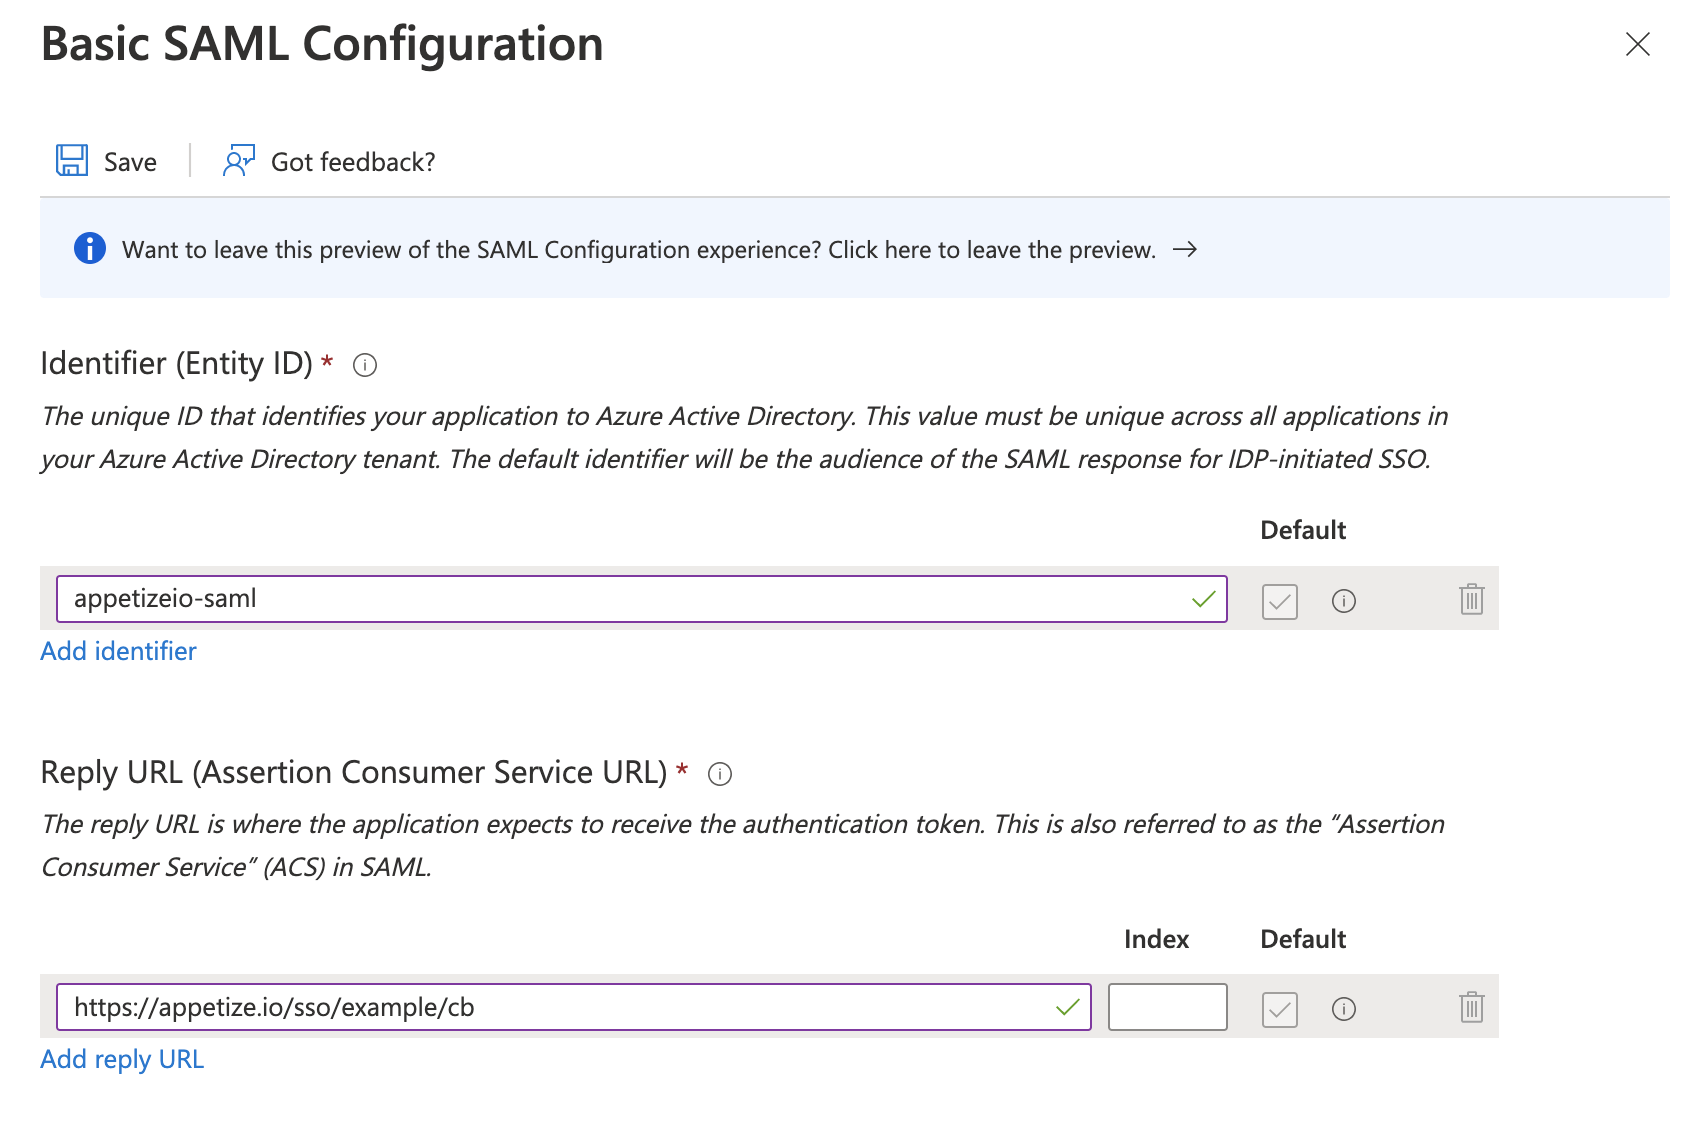 Basic SAML Configuration
Save
Got feedback?
Want to leave this preview of the SAML Configuration experience? Click here to leave the preview. →
Identifier (Entity ID) *
The unique ID that identifies your application to Azure Active Directory. This value must be unique across all applications in
your Azure Active Directory tenant. The default identifier will be the audience of the SAML response for IDP-initiated SSO.
Default
appetizeio-saml
Add identifier
Reply URL (Assertion Consumer Service URL) *
The reply URL is where the application expects to receive the authentication token. This is also referred to as the “Assertion
Consumer Service” (ACS) in SAML.
Index Default
https://appetize.io/sso/example/cb
Add reply URL